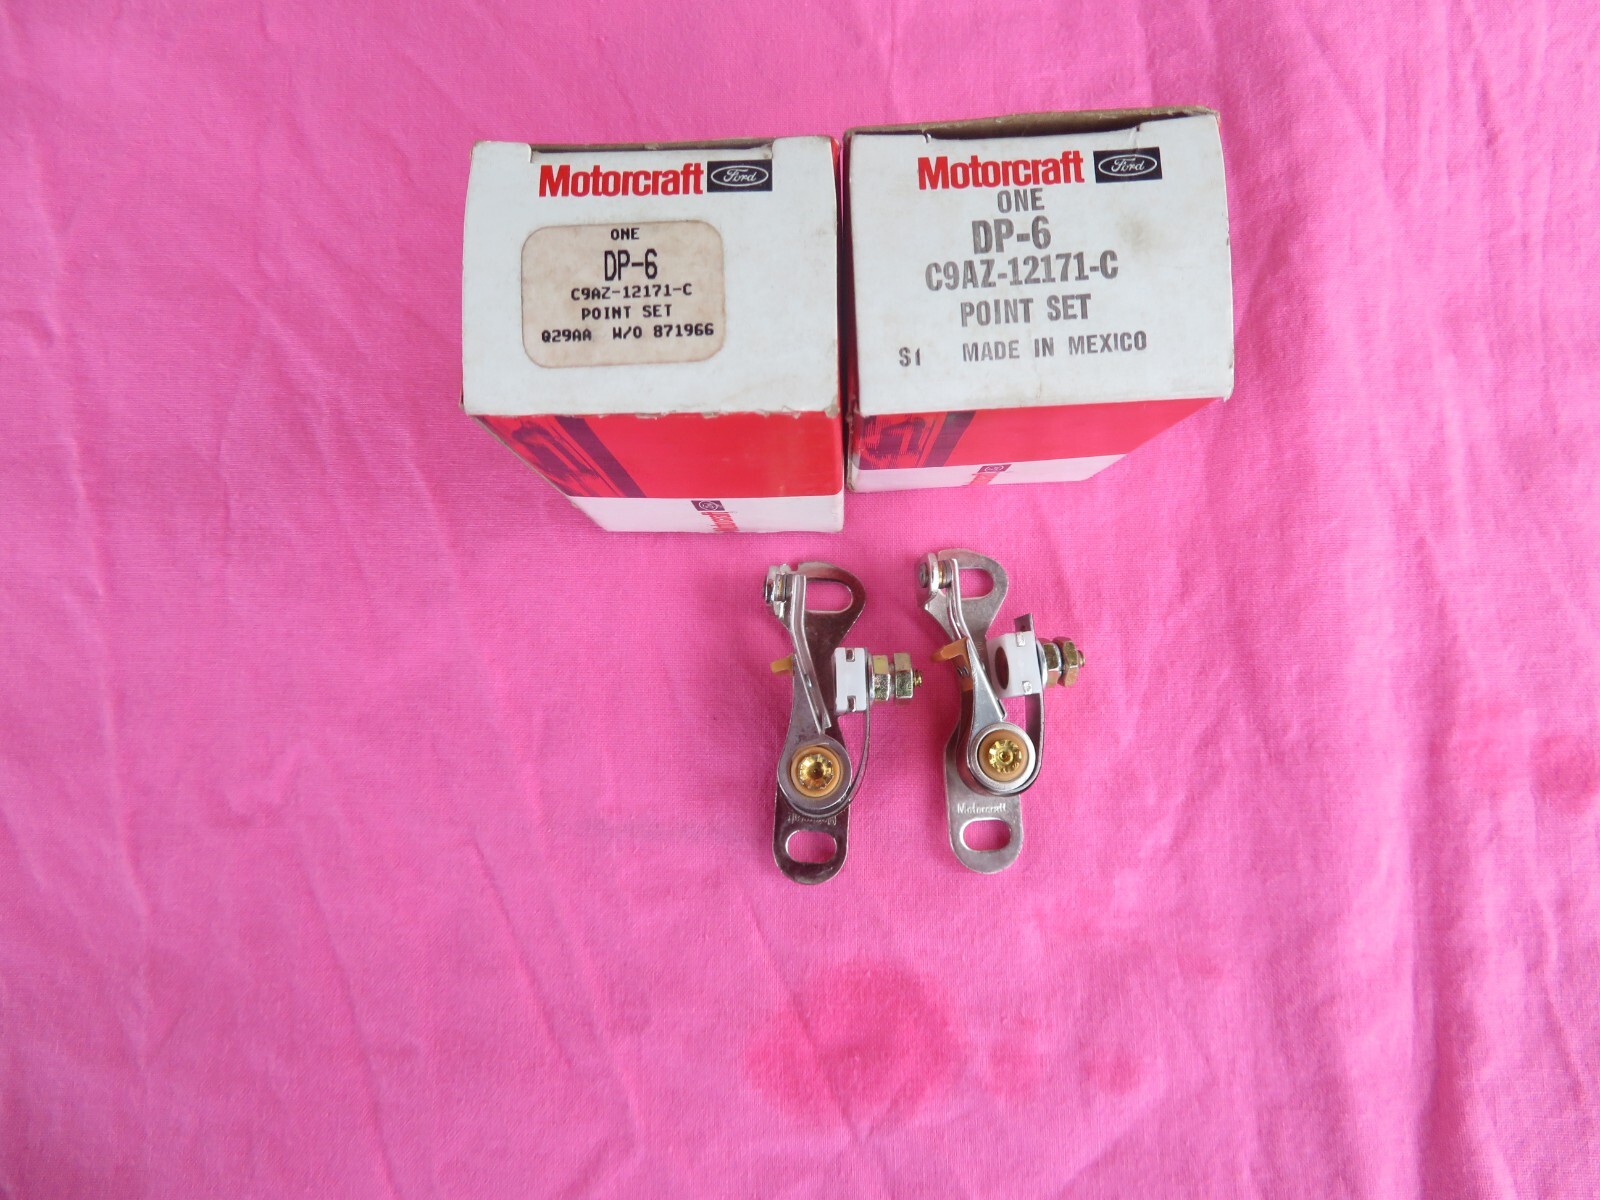 Motorcraft Ford
ONE
DP-6
C9AZ-12171-C
POINT SET
Q29AA W/O 871966
Motorcraft Ford
ONE
DP-6
C9AZ-12171-C
POINT SET
S1 MADE IN MEXICO
Motorcraft
Motorcraft